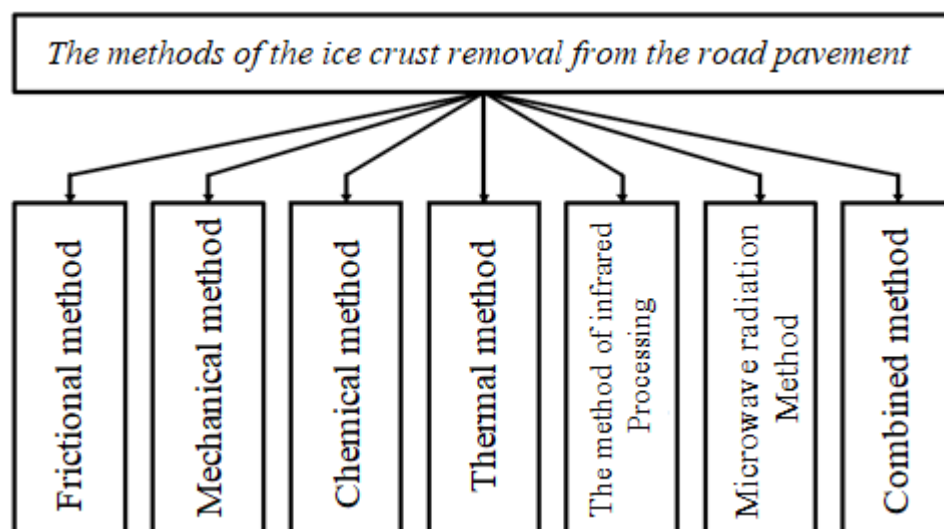 The methods of the ice crust removal from the road pavement
Frictional method
Mechanical method
Chemical method
Thermal method
The method of infrared
Processing
Microwave radiation
Method
Combined method